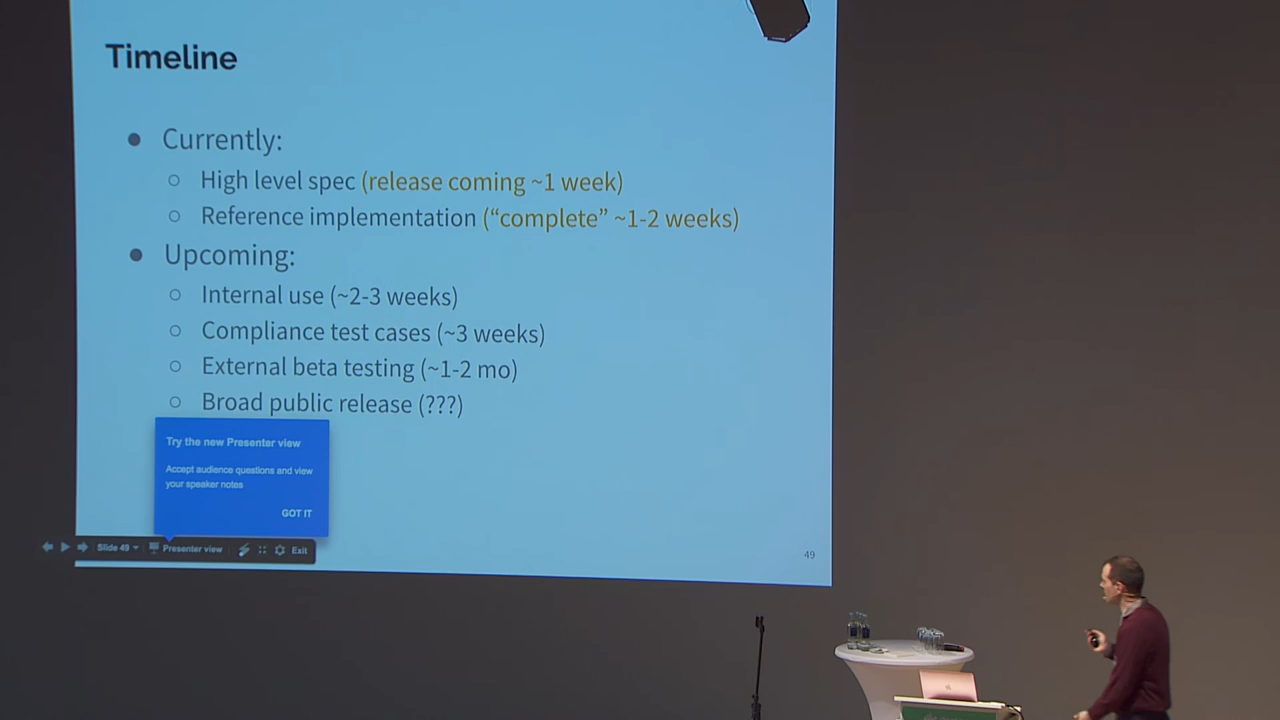 Timeline
● Currently:
○ High level spec (release coming ~1 week)
○ Reference implementation (“complete” ~1-2 weeks)
● Upcoming:
○ Internal use (~2-3 weeks)
○ Compliance test cases (~3 weeks)
○ External beta testing (~1-2 mo)
○ Broad public release (???)
Try the new Presenter view
Accept audience questions and view
your speaker notes
GOT IT
Slide 49
Presenter view
Exit
49